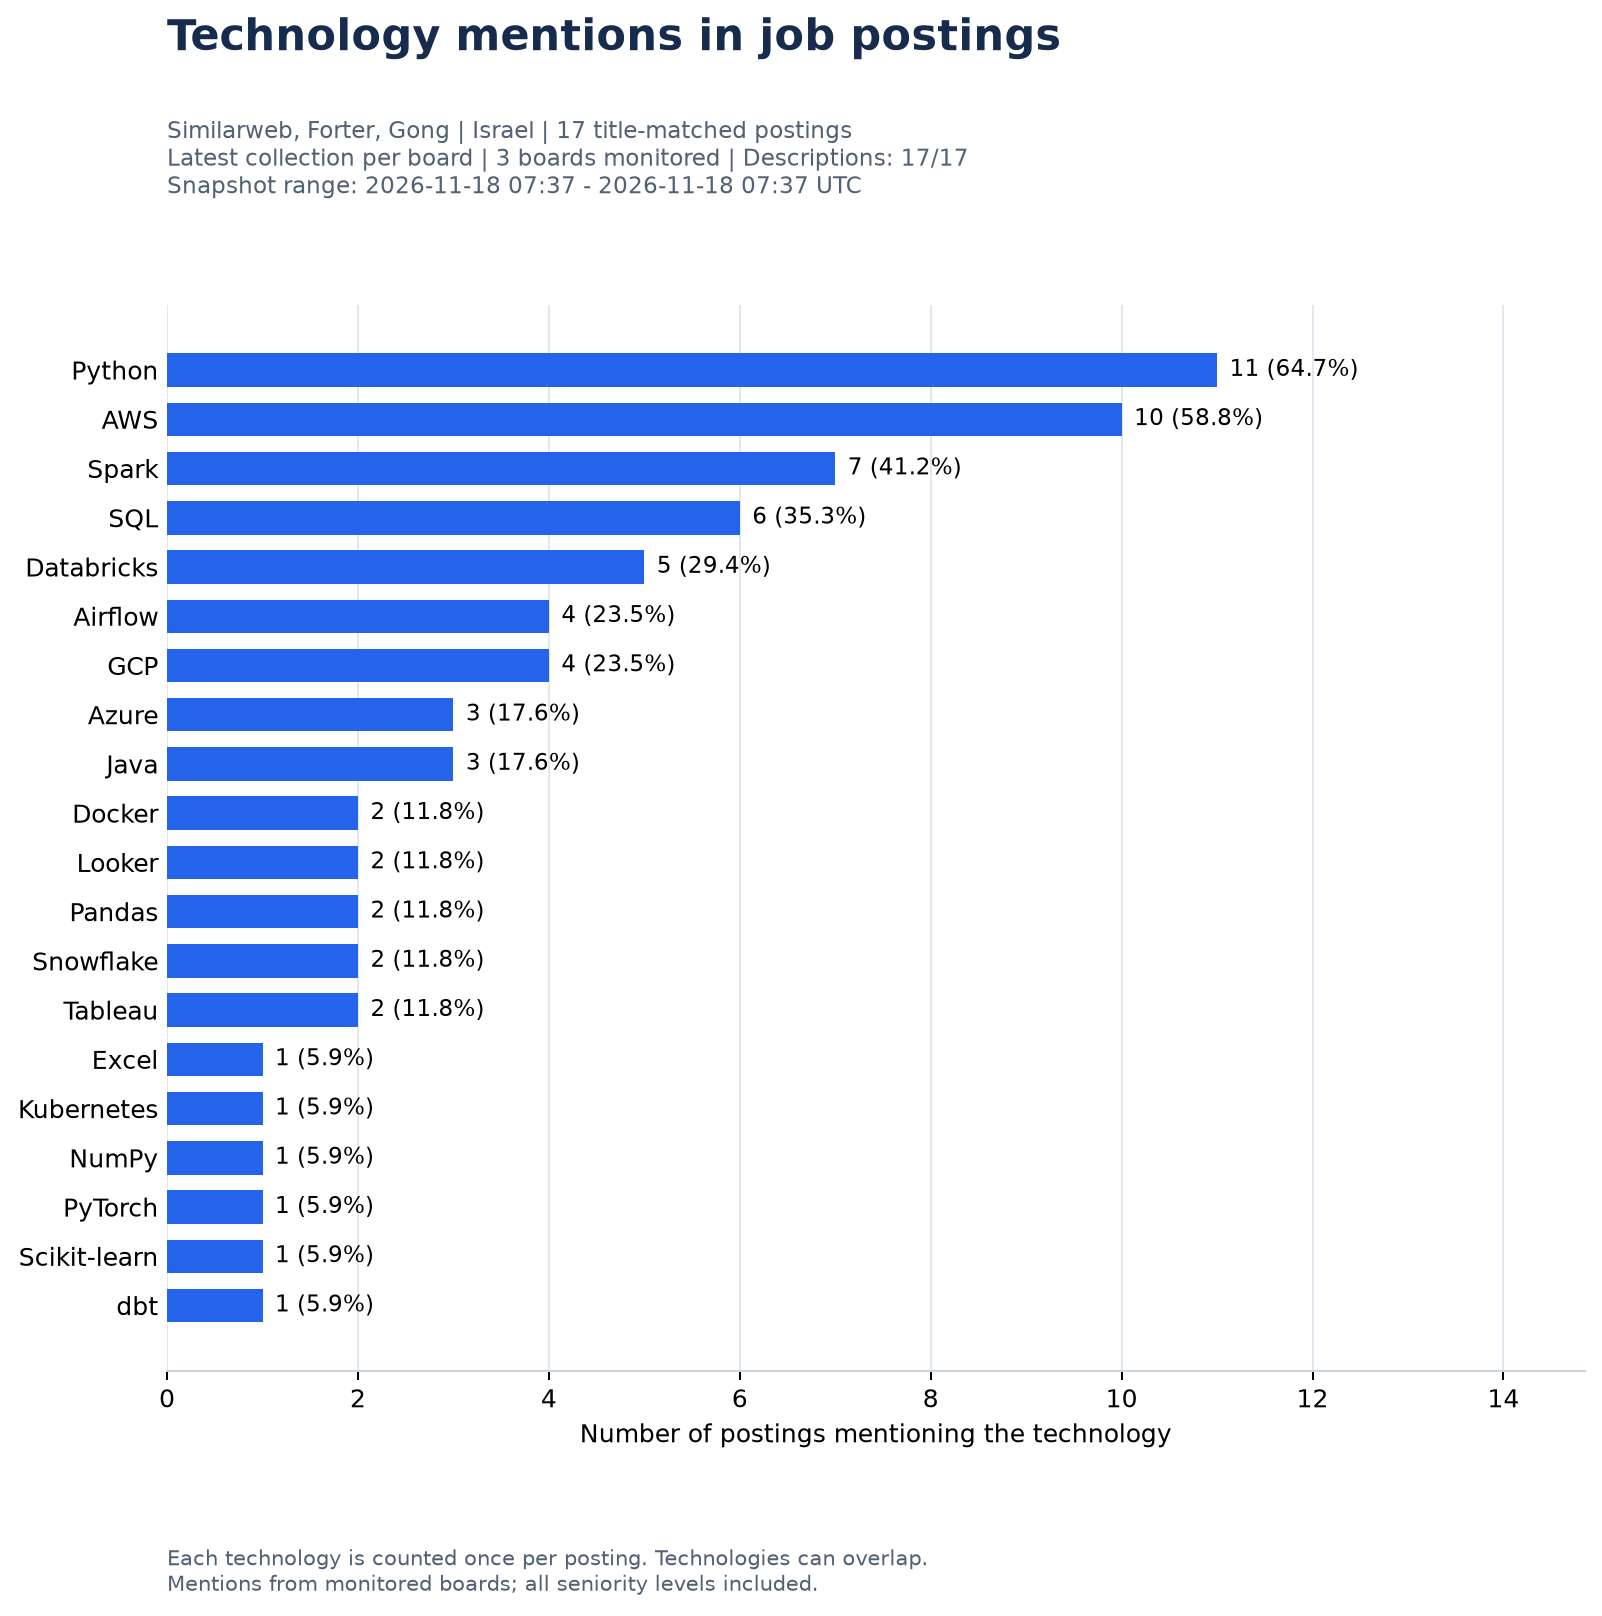 Technology mentions in job postings
Similarweb, Forter, Gong | Israel | 17 title-matched postings
Latest collection per board | 3 boards monitored | Descriptions: 17/17
Snapshot range: 2026-11-18 07:37 - 2026-11-18 07:37 UTC
Python 11 (64.7%)
AWS 10 (58.8%)
Spark 7 (41.2%)
SQL 6 (35.3%)
Databricks 5 (29.4%)
Airflow 4 (23.5%)
GCP 4 (23.5%)
Azure 3 (17.6%)
Java 3 (17.6%)
Docker 2 (11.8%)
Looker 2 (11.8%)
Pandas 2 (11.8%)
Snowflake 2 (11.8%)
Tableau 2 (11.8%)
Excel 1 (5.9%)
Kubernetes 1 (5.9%)
NumPy 1 (5.9%)
PyTorch 1 (5.9%)
Scikit-learn 1 (5.9%)
dbt 1 (5.9%)
0 2 4 6 8 10 12 14
Number of postings mentioning the technology
Each technology is counted once per posting. Technologies can overlap.
Mentions from monitored boards; all seniority levels included.